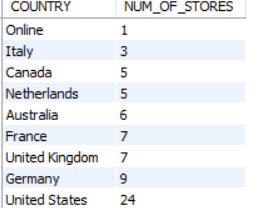 COUNTRY NUM_OF_STORES
Online 1
Italy 3
Canada 5
Netherlands 5
Australia 6
France 7
United Kingdom 7
Germany 9
United States 24